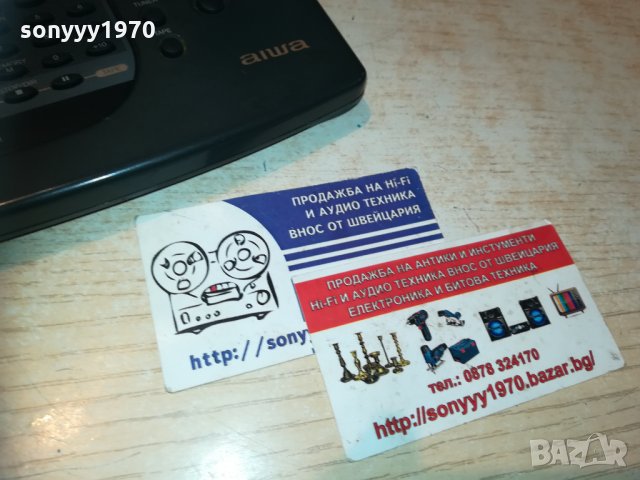 sonyyy1970
aiwa
ПРОДАЖБА НА Hi-Fi
И АУДИО ТЕХНИКА
ВНОС ОТ ШВЕЙЦАРИЯ
http://sony
ПРОДАЖБА НА АНТИКИ И ИНСТУМЕНТИ
Hi-Fi И АУДИО ТЕХНИКА ВНОС ОТ ШВЕЙЦАРИЯ
ЕЛЕКТРОНИКА И БИТОВА ТЕХНИКА
тел.: 0878 324170
http://sonyyy1970.bazar.bg/
BAZAR
sonyyy1970